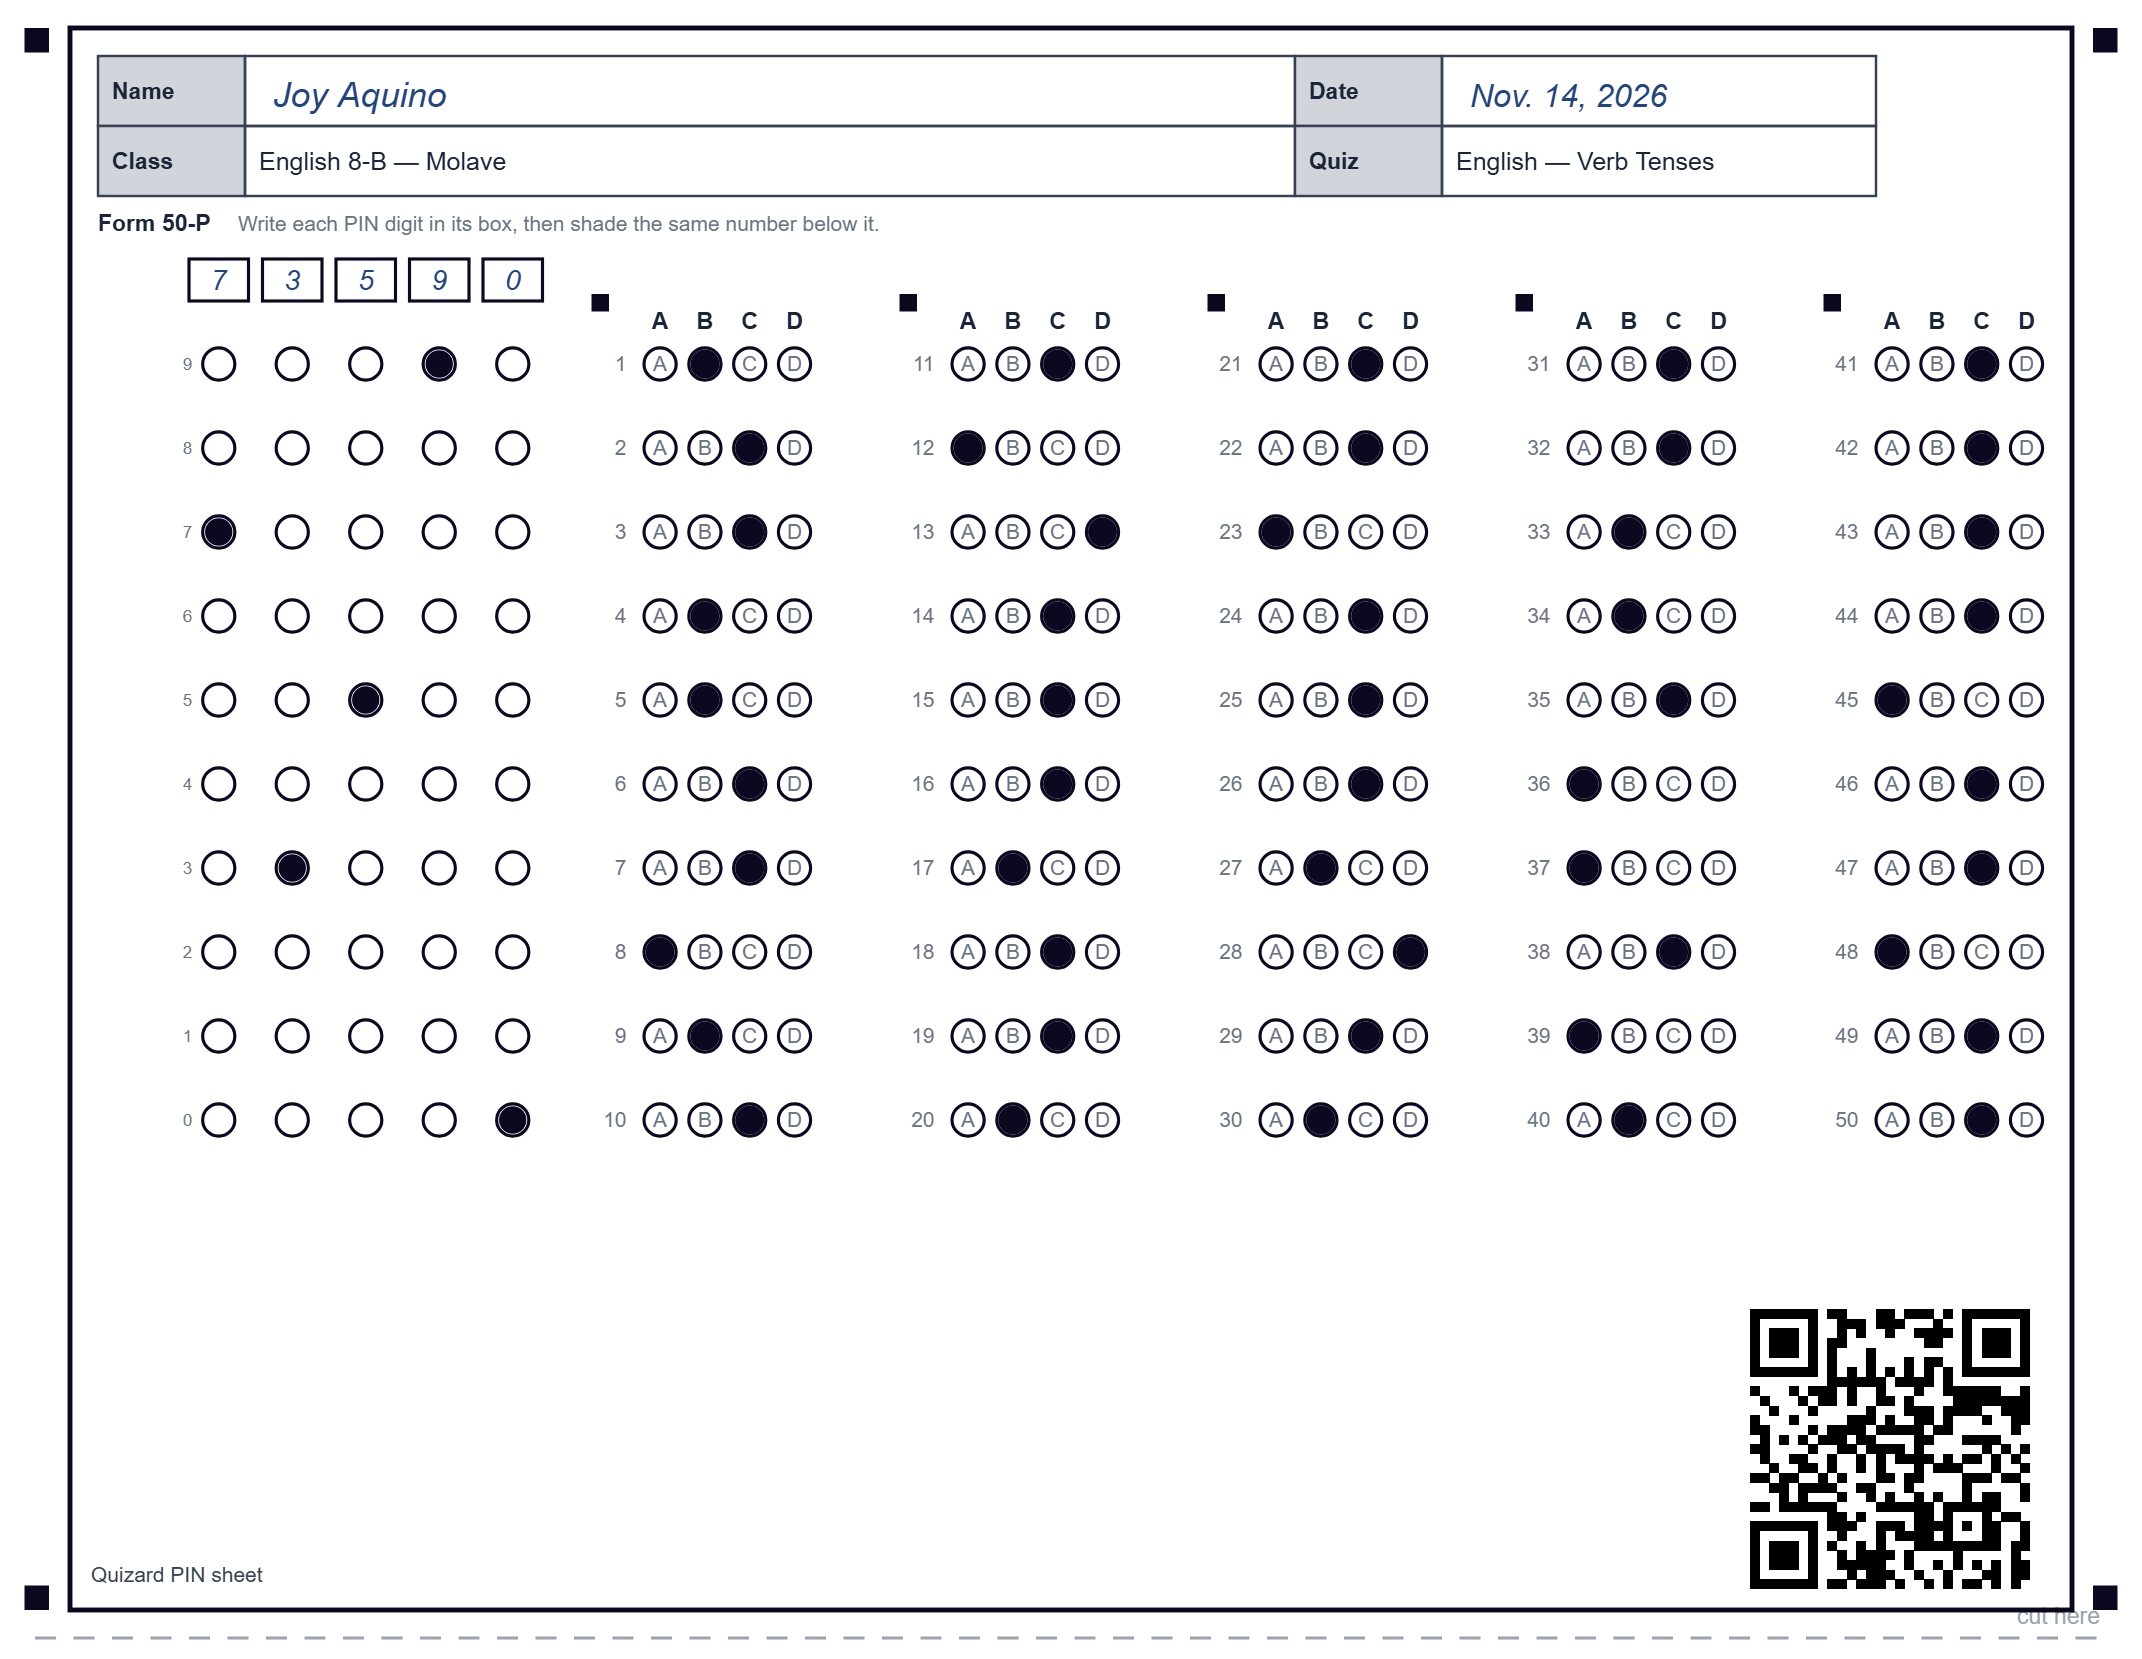 Name Joy Aquino Date Nov. 14, 2026
Class English 8-B — Molave Quiz English — Verb Tenses
Form 50-P Write each PIN digit in its box, then shade the same number below it.
7 3 5 9 0
A B C D A B C D A B C D A B C D A B C D
9 1 A C D 11 A B D 21 A B D 31 A B D 41 A B D
8 2 A B D 12 B C D 22 A B D 32 A B D 42 A B D
7 3 A B D 13 A B C 23 B C D 33 A C D 43 A B D
6 4 A C D 14 A B D 24 A B D 34 A C D 44 A B D
5 5 A C D 15 A B D 25 A B D 35 A B D 45 B C D
4 6 A B D 16 A B D 26 A B D 36 B C D 46 A B D
3 7 A B D 17 A C D 27 A C D 37 B C D 47 A B D
2 8 B C D 18 A B D 28 A B C 38 A B D 48 B C D
1 9 A C D 19 A B D 29 A B D 39 B C D 49 A B D
0 10 A B D 20 A C D 30 A C D 40 A C D 50 A B D
Quizard PIN sheet
cut here